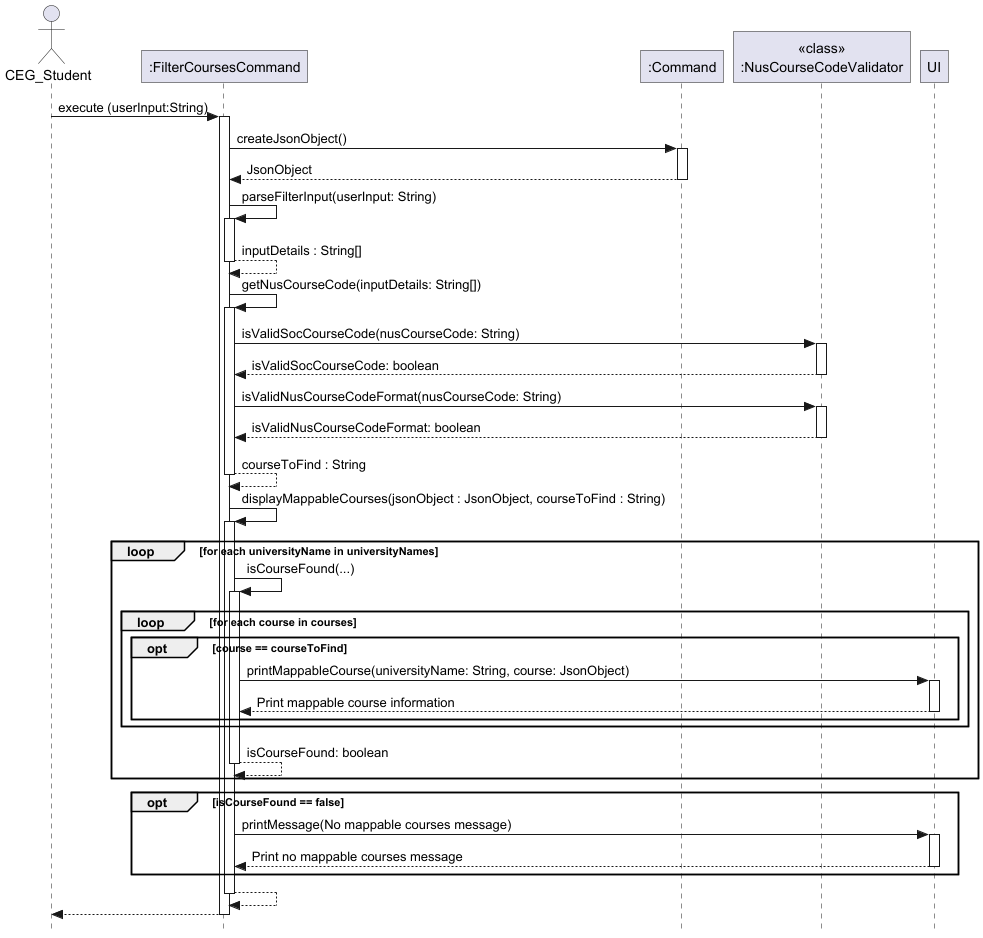 CEG_Student
:FilterCoursesCommand
:Command
«class»
:NusCourseCodeValidator
UI
execute (userInput:String)
createJsonObject()
JsonObject
parseFilterInput(userInput: String)
inputDetails : String[]
getNusCourseCode(inputDetails: String[])
isValidSocCourseCode(nusCourseCode: String)
isValidSocCourseCode: boolean
isValidNusCourseCodeFormat(nusCourseCode: String)
isValidNusCourseCodeFormat: boolean
courseToFind : String
displayMappableCourses(jsonObject : JsonObject, courseToFind : String)
loop [for each universityName in universityNames]
isCourseFound(...)
loop [for each course in courses]
opt [course == courseToFind]
printMappableCourse(universityName: String, course: JsonObject)
Print mappable course information
isCourseFound: boolean
opt [isCourseFound == false]
printMessage(No mappable courses message)
Print no mappable courses message